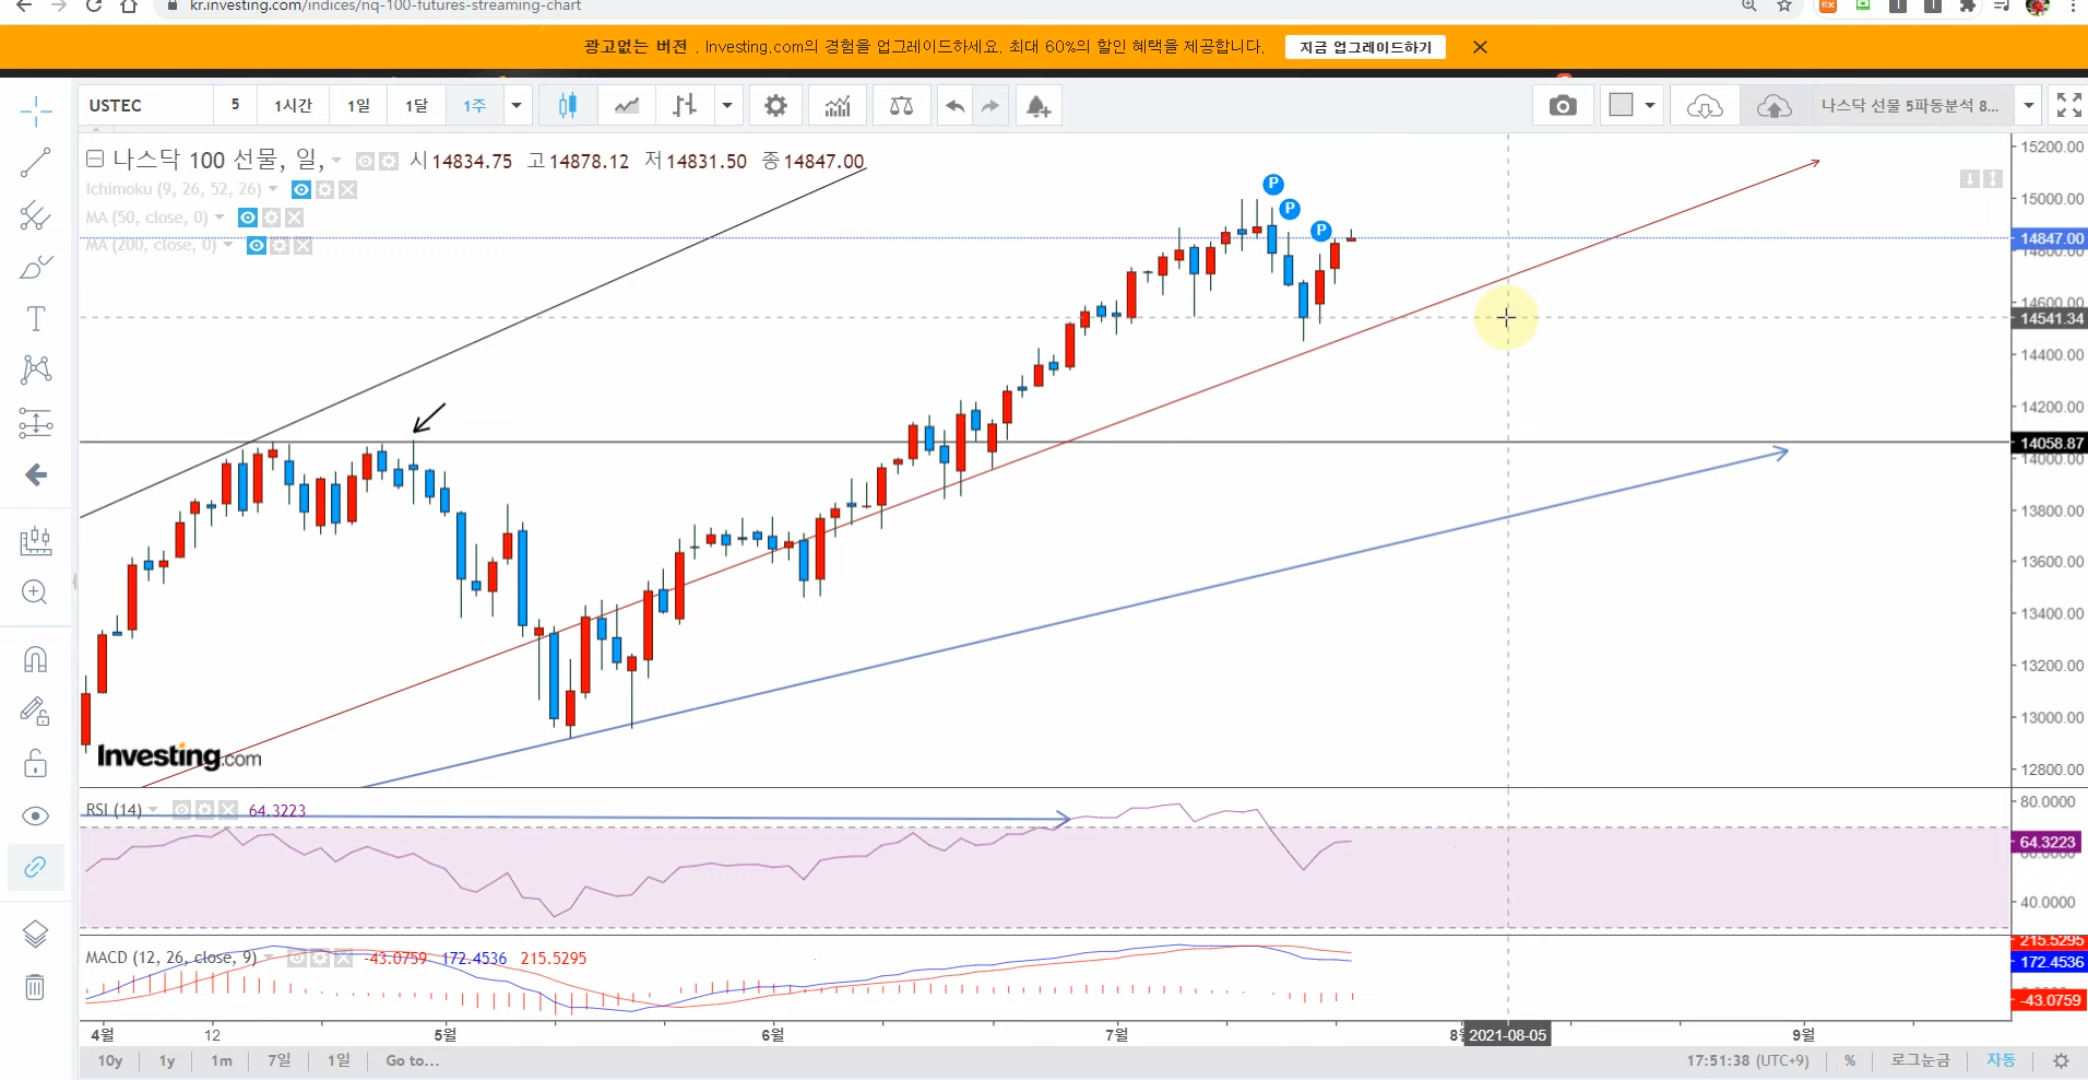 kr.investing.com/indices/nq-100-futures-streaming-chart
광고없는 버전 . Investing.com의 경험을 업그레이드하세요. 최대 60%의 할인 혜택을 제공합니다. 지금 업그레이드하기
USTEC 5 1시간 1일 1달 1주 나스닥 선물 5파동분석 8...
나스닥 100 선물, 일, 시 14834.75 고 14878.12 저 14831.50 종 14847.00
Ichimoku (9, 26, 52, 26)
MA (50, close, 0)
MA (200, close, 0)
P
P
P
15200.00
15000.00
14847.00
14800.00
14600.00
14541.34
14400.00
14200.00
14058.87
14000.00
13800.00
13600.00
13400.00
13200.00
13000.00
12800.00
Investing.com
RSI (14) 64.3223
80.0000
64.3223
60.0000
40.0000
MACD (12, 26, close, 9) -43.0759 172.4536 215.5295
215.5295
172.4536
-43.0759
4월 12 5월 6월 7월 8월 2021-08-05 9월
10y 1y 1m 7일 1일 Go to... 17:51:38 (UTC+9) % 로그눈금 자동